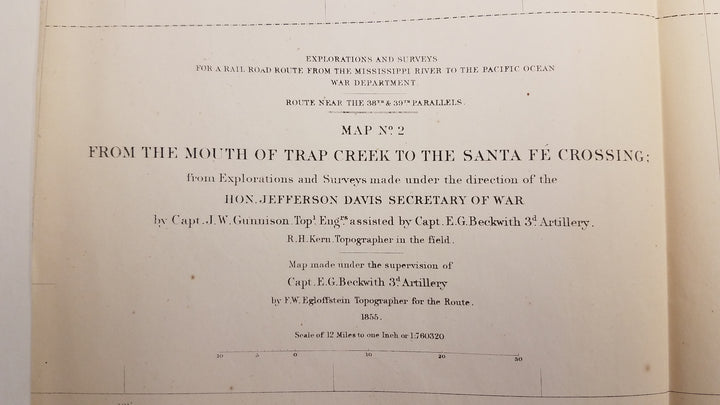 EXPLORATIONS AND SURVEYS
FOR A RAIL ROAD ROUTE FROM THE MISSISSIPPI RIVER TO THE PACIFIC OCEAN
WAR DEPARTMENT.
ROUTE NEAR THE 38TH & 39TH PARALLELS.
MAP No. 2
FROM THE MOUTH OF TRAP CREEK TO THE SANTA FÉ CROSSING;
from Explorations and Surveys made under the direction of the
HON. JEFFERSON DAVIS SECRETARY OF WAR
by Capt. J.W. Gunnison. Topl. Engrs assisted by Capt. E.G. Beckwith 3d Artillery.
R.H. Kern. Topographer in the field.
Map made under the supervision of
Capt. E.G. Beckwith 3d Artillery
by F.W. Egloffstein Topographer for the Route.
1855.
Scale of 12 Miles to one Inch or 1:760320
10 5 0 10 20 30